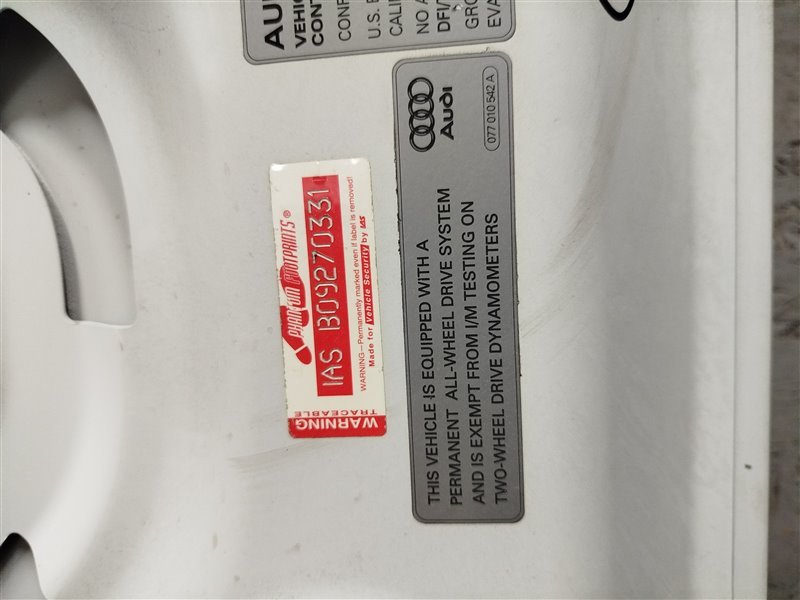 AU
VEHIC
CONT
CONF
U.S. E
CALI
NO A
DFI/
GRO
EVA
PHANTOM FOOTPRINTS®
IAS B09270331
WARNING—Permanently marked even if label is removed!
Made for Vehicle Security by IAS
WARNING
TRACEABLE
Audi
077 010 542 A
THIS VEHICLE IS EQUIPPED WITH A
PERMANENT ALL-WHEEL DRIVE SYSTEM
AND IS EXEMPT FROM I/M TESTING ON
TWO-WHEEL DRIVE DYNAMOMETERS